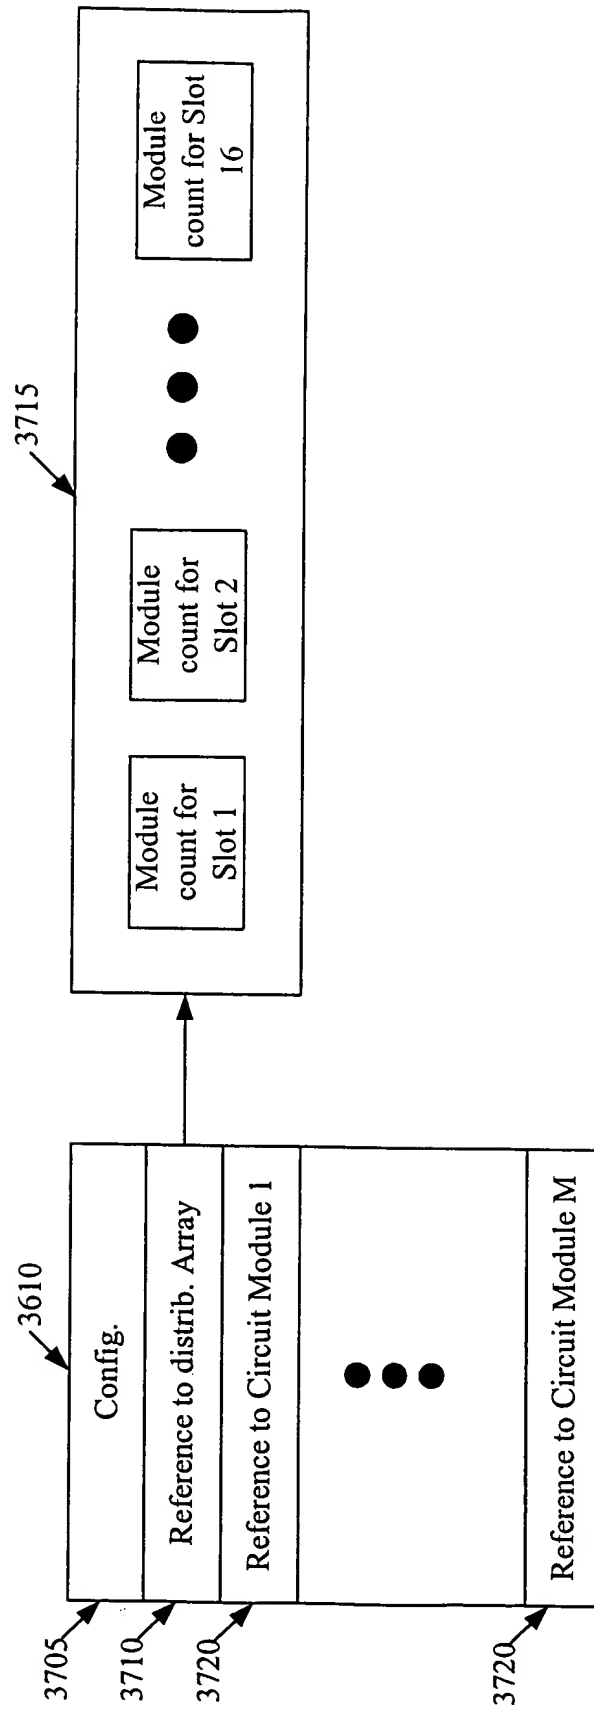 3610
3705
Config.
3710
Reference to distrib. Array
3720
Reference to Circuit Module 1
3720
Reference to Circuit Module M
3715
Module
count for
Slot 1
Module
count for
Slot 2
Module
count for Slot
16